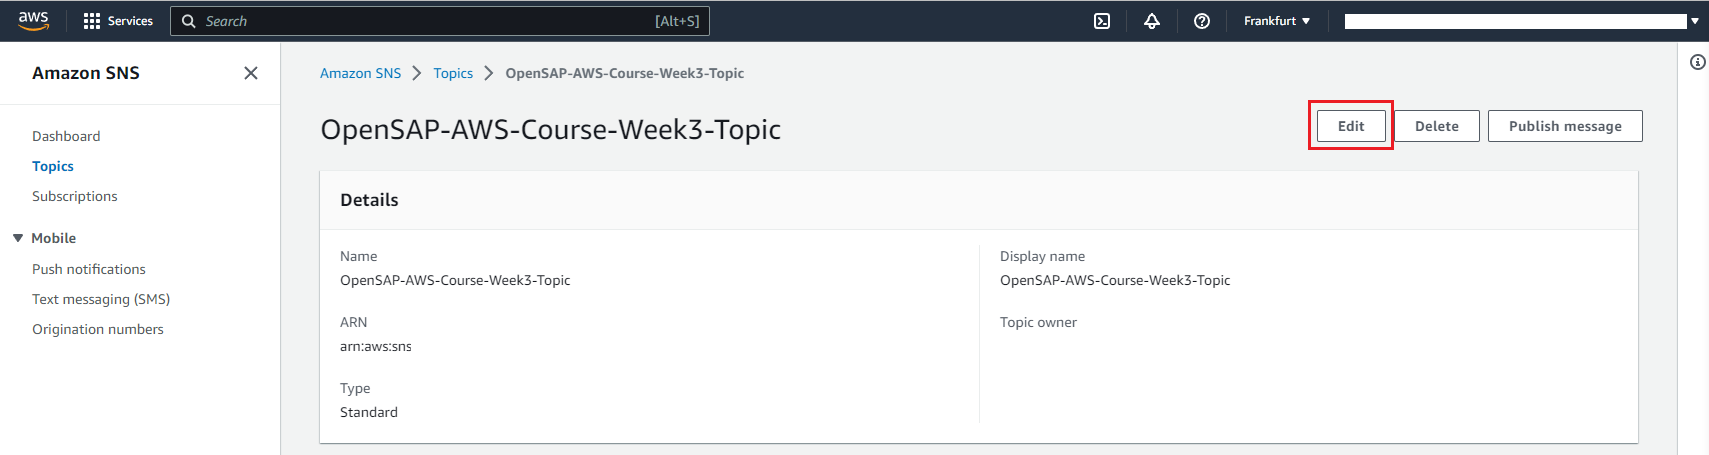 aws Services Search [Alt+S] Frankfurt
Amazon SNS
Dashboard
Topics
Subscriptions
Mobile
Push notifications
Text messaging (SMS)
Origination numbers
Amazon SNS Topics OpenSAP-AWS-Course-Week3-Topic
OpenSAP-AWS-Course-Week3-Topic
Edit Delete Publish message
Details
Name
OpenSAP-AWS-Course-Week3-Topic
ARN
arn:aws:sns
Type
Standard
Display name
OpenSAP-AWS-Course-Week3-Topic
Topic owner